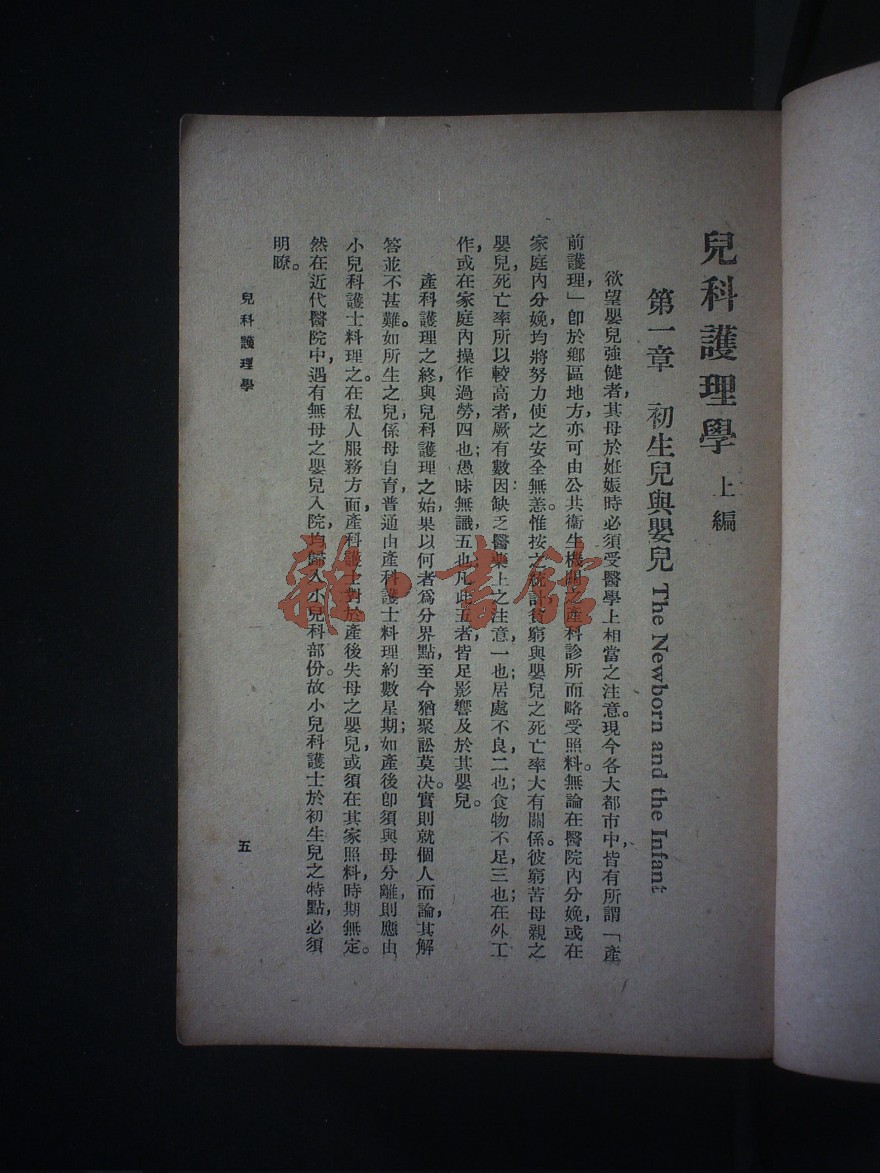 兒科護理學 上編
第一章 初生兒與嬰兒 The Newborn and the Infant
欲望嬰兒強健者,其母於姙娠時必須受醫學上相當之注意。現今各大都市中,皆有所謂「產
前護理,」卽於鄉區地方,亦可由公共衛生機關之產科診所而略受照料。無論在醫院內分娩或在
家庭內分娩,均將努力使之安全無恙。惟按之統計,貧窮與嬰兒之死亡率大有關係。彼窮苦母親之
嬰兒,死亡率所以較高者,厥有數因:缺乏醫藥上之注意,一也;居處不良,二也;食物不足,三也;在外工
作,或在家庭內操作過勞,四也;愚昧無識,五也。凡此五者,皆足影響及於其嬰兒。
產科護理之終,與兒科護理之始,果以何者爲分界點,至今猶聚訟莫決。實則就個人而論,其解
答並不甚難。如所生之兒,係母自育,普通由產科護士料理約數星期;如產後卽須與母分離,則應由
小兒科護士料理之。在私人服務方面,產科護士對於產後失母之嬰兒,或須在其家照料,時期無定。
然在近代醫院中,遇有無母之嬰兒入院,均歸入小兒科部份。故小兒科護士於初生兒之特點,必須
明瞭。
兒科護理學
五
雜·書館